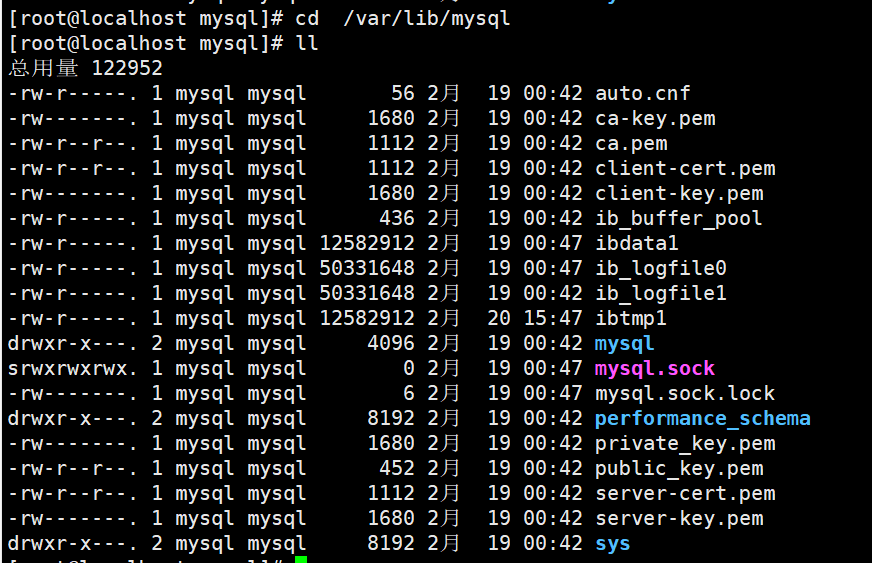 [root@localhost mysql]# cd  /var/lib/mysql
[root@localhost mysql]# ll
总用量 122952
-rw-r-----. 1 mysql mysql       56 2月  19 00:42 auto.cnf
-rw-------. 1 mysql mysql     1680 2月  19 00:42 ca-key.pem
-rw-r--r--. 1 mysql mysql     1112 2月  19 00:42 ca.pem
-rw-r--r--. 1 mysql mysql     1112 2月  19 00:42 client-cert.pem
-rw-------. 1 mysql mysql     1680 2月  19 00:42 client-key.pem
-rw-r-----. 1 mysql mysql      436 2月  19 00:42 ib_buffer_pool
-rw-r-----. 1 mysql mysql 12582912 2月  19 00:47 ibdata1
-rw-r-----. 1 mysql mysql 50331648 2月  19 00:47 ib_logfile0
-rw-r-----. 1 mysql mysql 50331648 2月  19 00:42 ib_logfile1
-rw-r-----. 1 mysql mysql 12582912 2月  20 15:47 ibtmp1
drwxr-x---. 2 mysql mysql     4096 2月  19 00:42 mysql
srwxrwxrwx. 1 mysql mysql        0 2月  19 00:47 mysql.sock
-rw-------. 1 mysql mysql        6 2月  19 00:47 mysql.sock.lock
drwxr-x---. 2 mysql mysql     8192 2月  19 00:42 performance_schema
-rw-------. 1 mysql mysql     1680 2月  19 00:42 private_key.pem
-rw-r--r--. 1 mysql mysql      452 2月  19 00:42 public_key.pem
-rw-r--r--. 1 mysql mysql     1112 2月  19 00:42 server-cert.pem
-rw-------. 1 mysql mysql     1680 2月  19 00:42 server-key.pem
drwxr-x---. 2 mysql mysql     8192 2月  19 00:42 sys
[root@localhost mysql]#